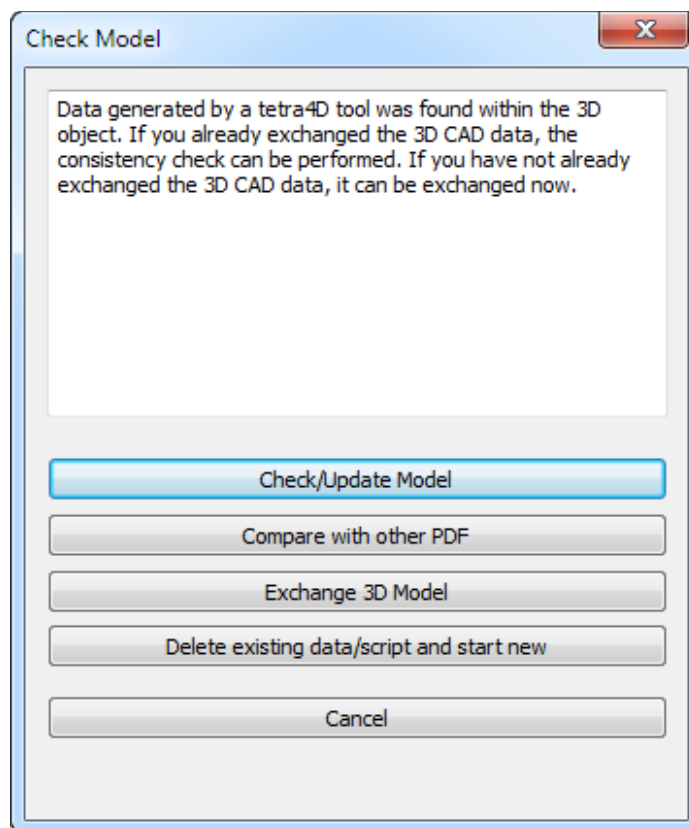 Check Model
Data generated by a tetra4D tool was found within the 3D
object. If you already exchanged the 3D CAD data, the
consistency check can be performed. If you have not already
exchanged the 3D CAD data, it can be exchanged now.
Check/Update Model
Compare with other PDF
Exchange 3D Model
Delete existing data/script and start new
Cancel